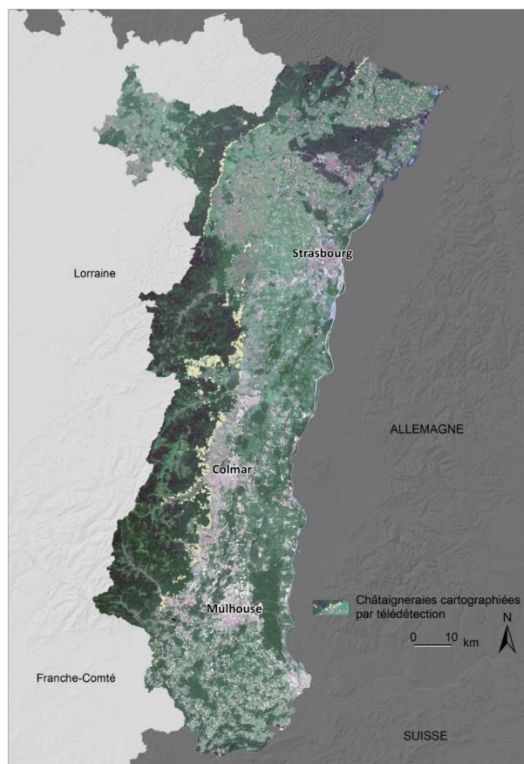 Strasbourg
Lorraine
ALLEMAGNE
Colmar
Châtaigneraies cartographiées
par télédétection
Mulhouse
N
0 10 km
Franche-Comté
SUISSE